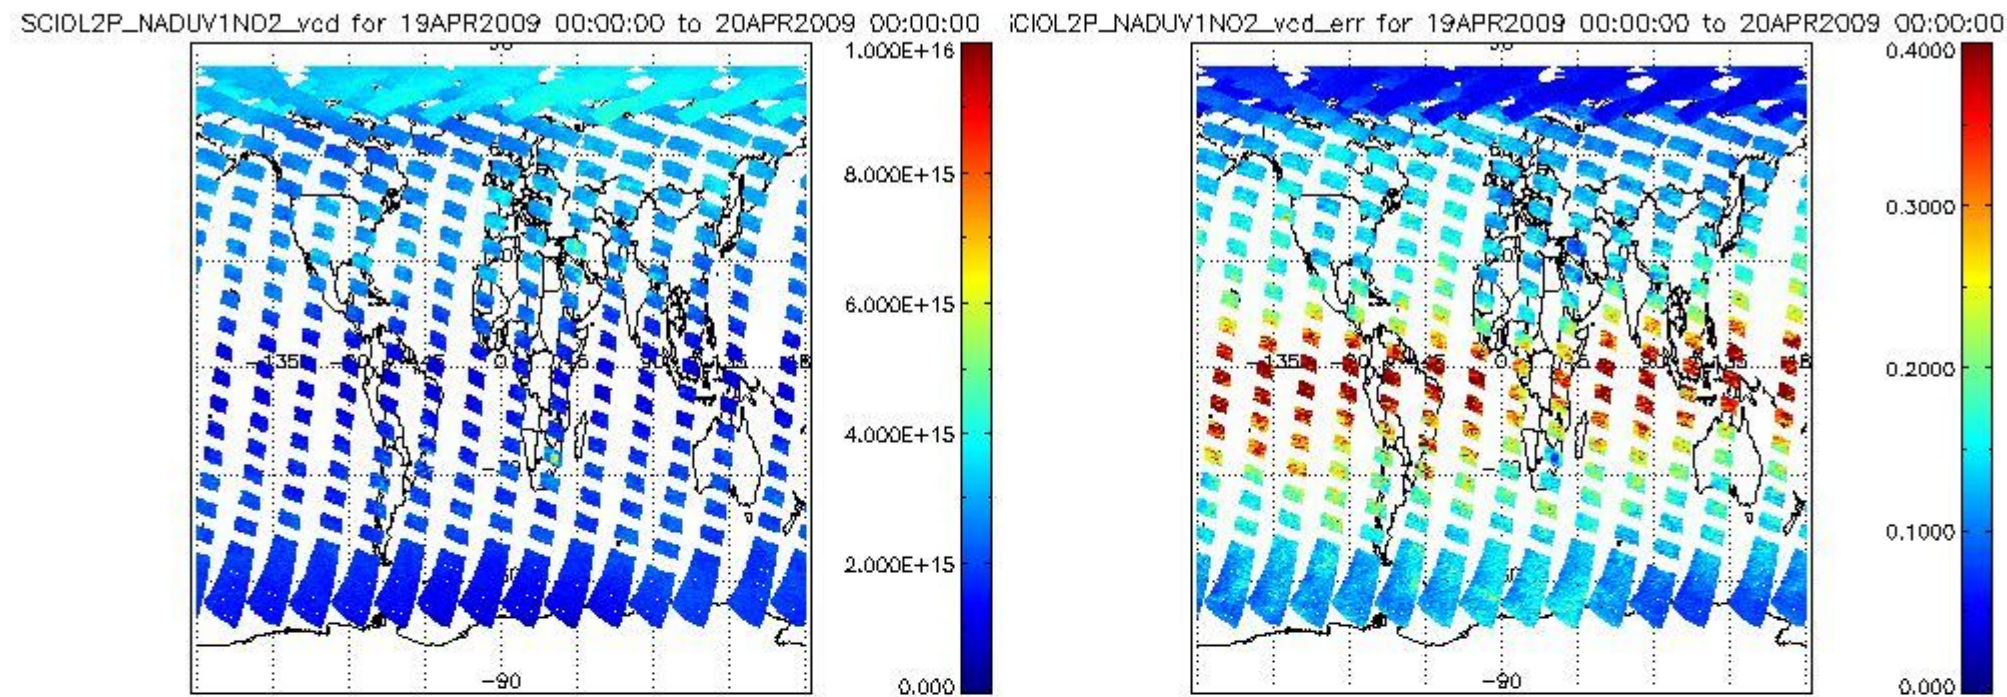 SCIOL2P_NADUV1NO2_vcd for 19APR2009 00:00:00 to 20APR2009 00:00:00
1.000E+16
8.000E+15
6.000E+15
4.000E+15
2.000E+15
0.000
-135
-90
CIOL2P_NADUV1NO2_vcd_err for 19APR2009 00:00:00 to 20APR2009 00:00:00
0.4000
0.3000
0.2000
0.1000
0.000
-135
-90